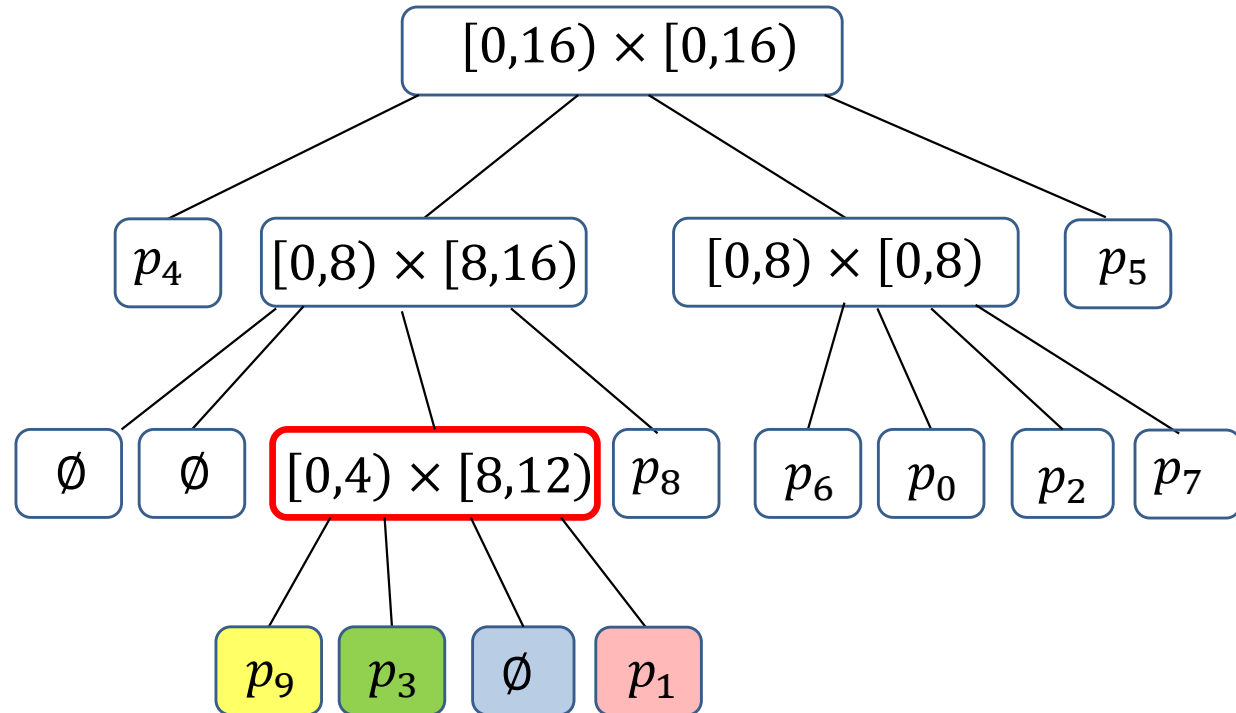 [0,16) × [0,16)
p₄ [0,8) × [8,16) [0,8) × [0,8) p₅
∅ ∅ [0,4) × [8,12) p₈ p₆ p₀ p₂ p₇
p₉ p₃ ∅ p₁